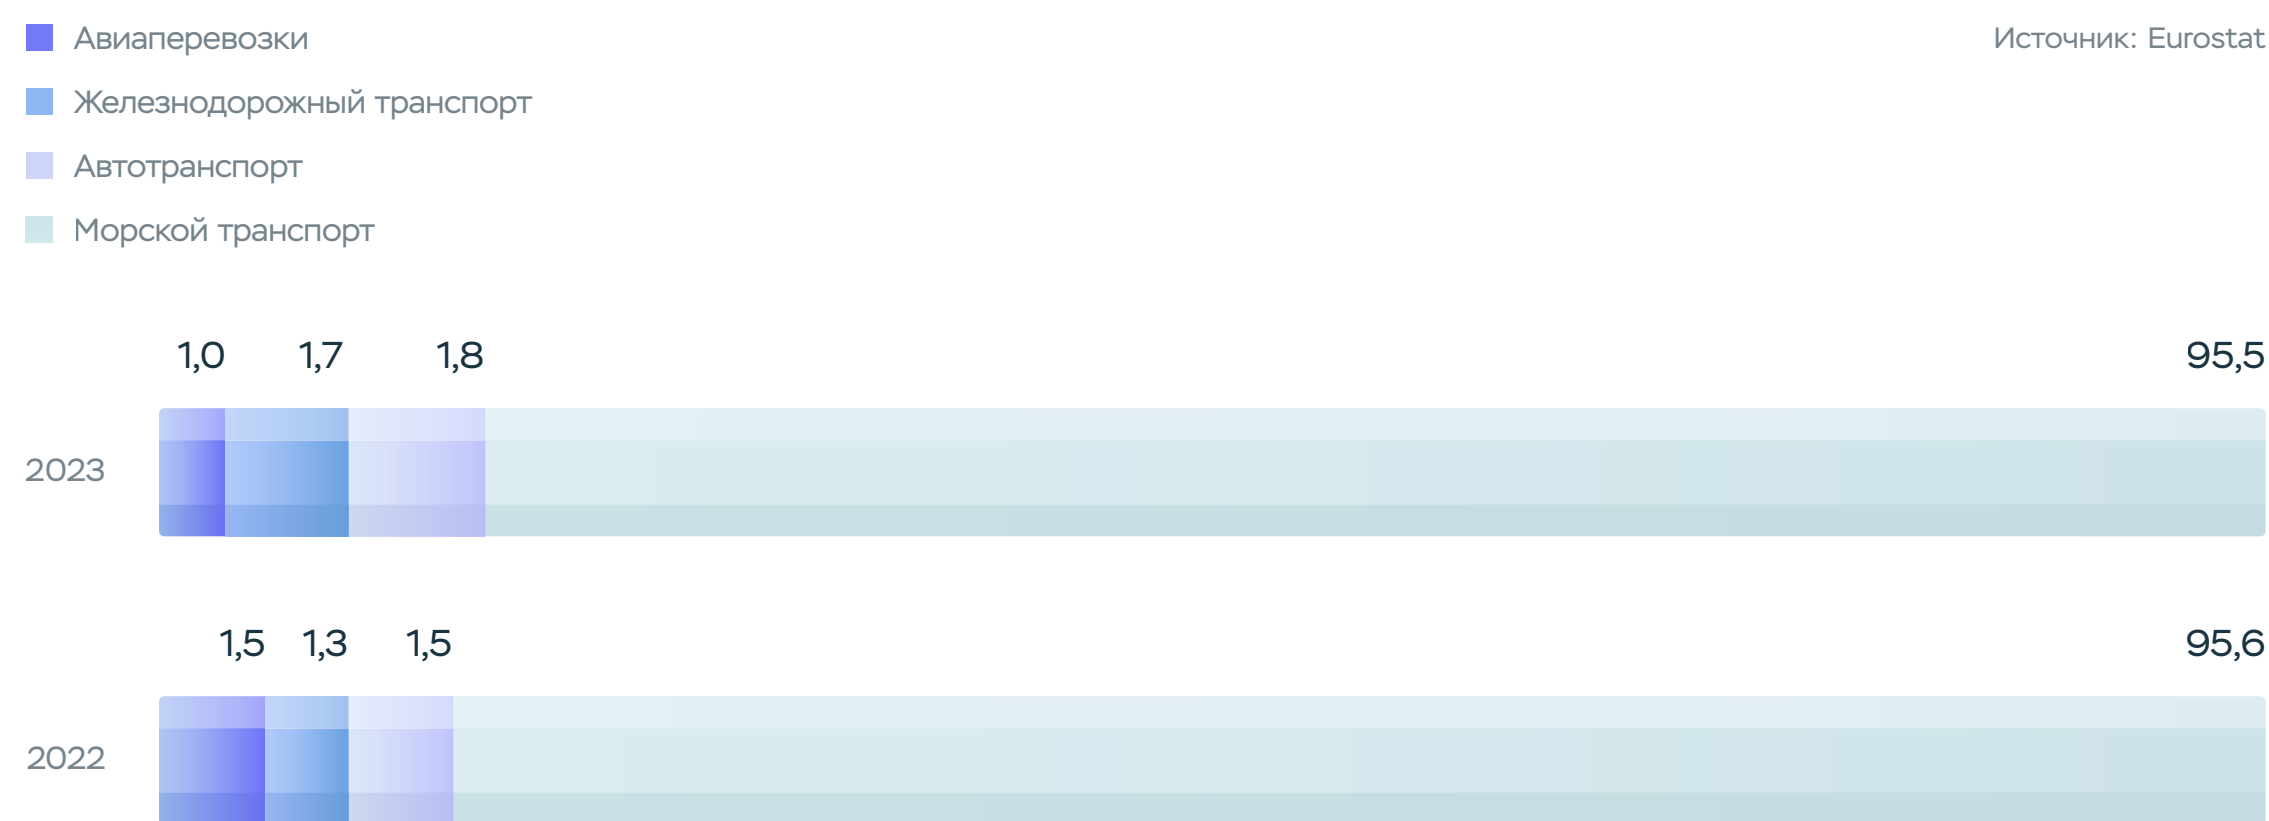 Авиаперевозки
Источник: Eurostat
Железнодорожный транспорт
Автотранспорт
Морской транспорт
1,0 1,7 1,8 95,5
2023
1,5 1,3 1,5 95,6
2022